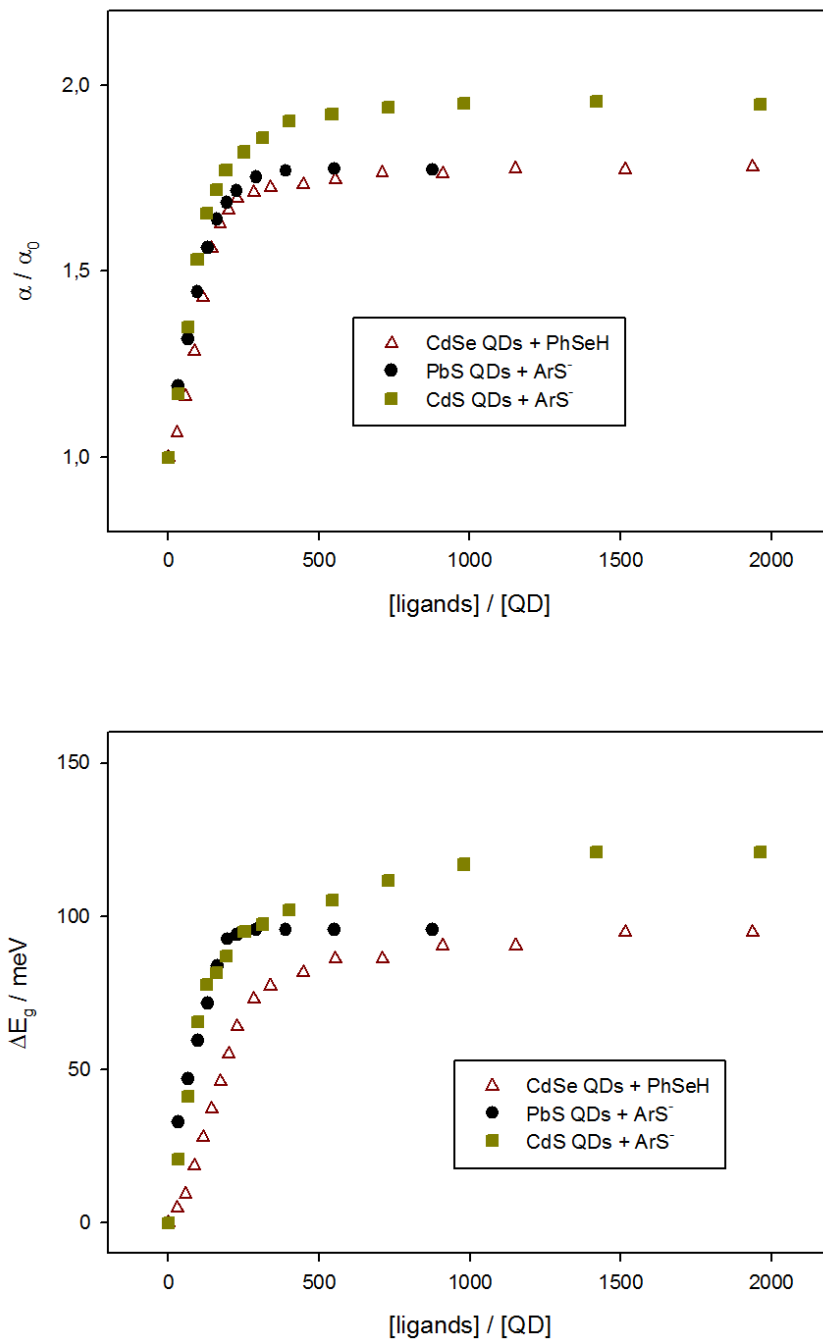 2,0
1,5
1,0
α / α₀
CdSe QDs + PhSeH
PbS QDs + ArS⁻
CdS QDs + ArS⁻
0 500 1000 1500 2000
[ligands] / [QD]
150
100
50
0
ΔE_g / meV
CdSe QDs + PhSeH
PbS QDs + ArS⁻
CdS QDs + ArS⁻
0 500 1000 1500 2000
[ligands] / [QD]